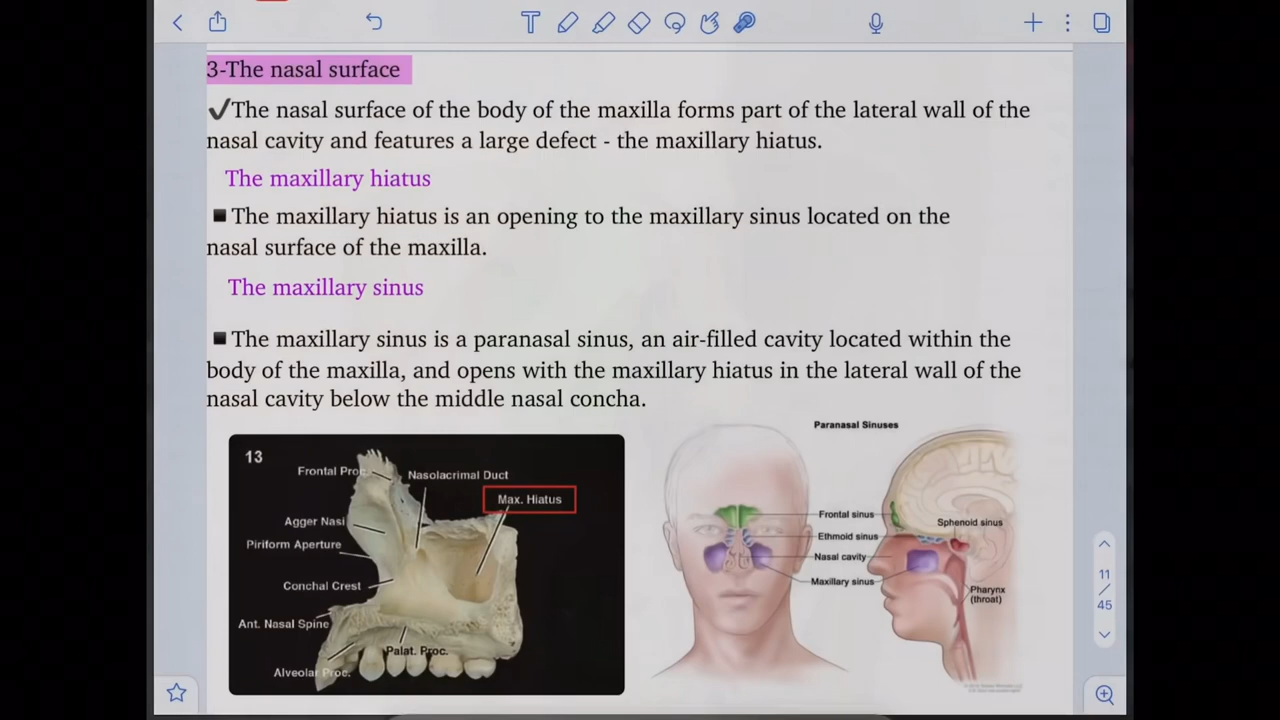 3-The nasal surface
✓The nasal surface of the body of the maxilla forms part of the lateral wall of the
nasal cavity and features a large defect - the maxillary hiatus.
The maxillary hiatus
▪The maxillary hiatus is an opening to the maxillary sinus located on the
nasal surface of the maxilla.
The maxillary sinus
▪The maxillary sinus is a paranasal sinus, an air-filled cavity located within the
body of the maxilla, and opens with the maxillary hiatus in the lateral wall of the
nasal cavity below the middle nasal concha.
13
Frontal Proc.
Nasolacrimal Duct
Max. Hiatus
Agger Nasi
Piriform Aperture
Conchal Crest
Ant. Nasal Spine
Palat. Proc.
Alveolar Proc.
Paranasal Sinuses
Frontal sinus
Ethmoid sinus
Nasal cavity
Maxillary sinus
Sphenoid sinus
Pharynx
(throat)
11
/
45